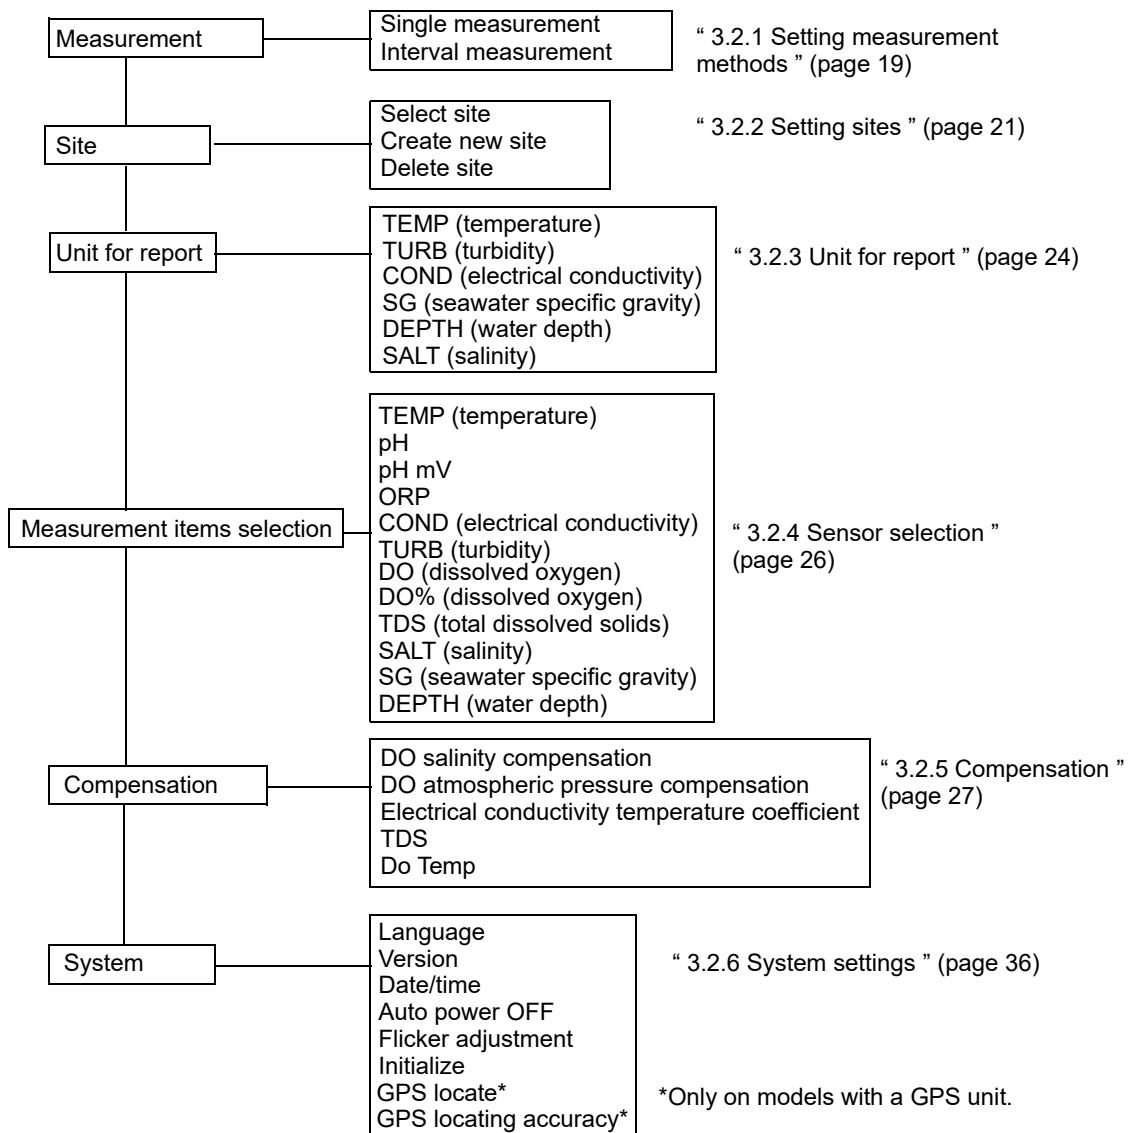 Measurement
Single measurement
Interval measurement
“ 3.2.1 Setting measurement
methods ” (page 19)
Site
Select site
Create new site
Delete site
“ 3.2.2 Setting sites ” (page 21)
Unit for report
TEMP (temperature)
TURB (turbidity)
COND (electrical conductivity)
SG (seawater specific gravity)
DEPTH (water depth)
SALT (salinity)
“ 3.2.3 Unit for report ” (page 24)
Measurement items selection
TEMP (temperature)
pH
pH mV
ORP
COND (electrical conductivity)
TURB (turbidity)
DO (dissolved oxygen)
DO% (dissolved oxygen)
TDS (total dissolved solids)
SALT (salinity)
SG (seawater specific gravity)
DEPTH (water depth)
“ 3.2.4 Sensor selection ”
(page 26)
Compensation
DO salinity compensation
DO atmospheric pressure compensation
Electrical conductivity temperature coefficient
TDS
Do Temp
“ 3.2.5 Compensation ”
(page 27)
System
Language
Version
Date/time
Auto power OFF
Flicker adjustment
Initialize
GPS locate*
GPS locating accuracy*
“ 3.2.6 System settings ” (page 36)
*Only on models with a GPS unit.